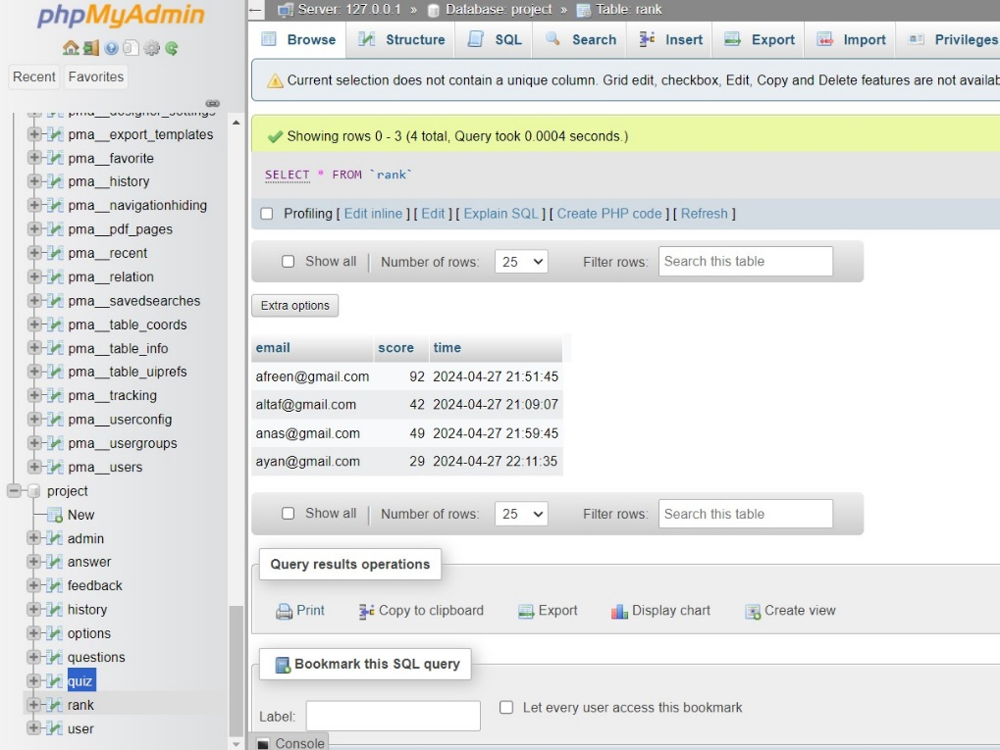 phpMyAdmin
Recent Favorites
pma__designer_settings
pma__export_templates
pma__favorite
pma__history
pma__navigationhiding
pma__pdf_pages
pma__recent
pma__relation
pma__savedsearches
pma__table_coords
pma__table_info
pma__table_uiprefs
pma__tracking
pma__userconfig
pma__usergroups
pma__users
project
New
admin
answer
feedback
history
options
questions
quiz
rank
user
Server: 127.0.0.1 » Database: project » Table: rank
Browse Structure SQL Search Insert Export Import Privileges
Current selection does not contain a unique column. Grid edit, checkbox, Edit, Copy and Delete features are not availab
Showing rows 0 - 3 (4 total, Query took 0.0004 seconds.)
SELECT * FROM `rank`
Profiling [ Edit inline ] [ Edit ] [ Explain SQL ] [ Create PHP code ] [ Refresh ]
Show all | Number of rows: 25 Filter rows: Search this table
Extra options
email score time
afreen@gmail.com 92 2024-04-27 21:51:45
altaf@gmail.com 42 2024-04-27 21:09:07
anas@gmail.com 49 2024-04-27 21:59:45
ayan@gmail.com 29 2024-04-27 22:11:35
Show all | Number of rows: 25 Filter rows: Search this table
Query results operations
Print Copy to clipboard Export Display chart Create view
Bookmark this SQL query
Label: Let every user access this bookmark
Console